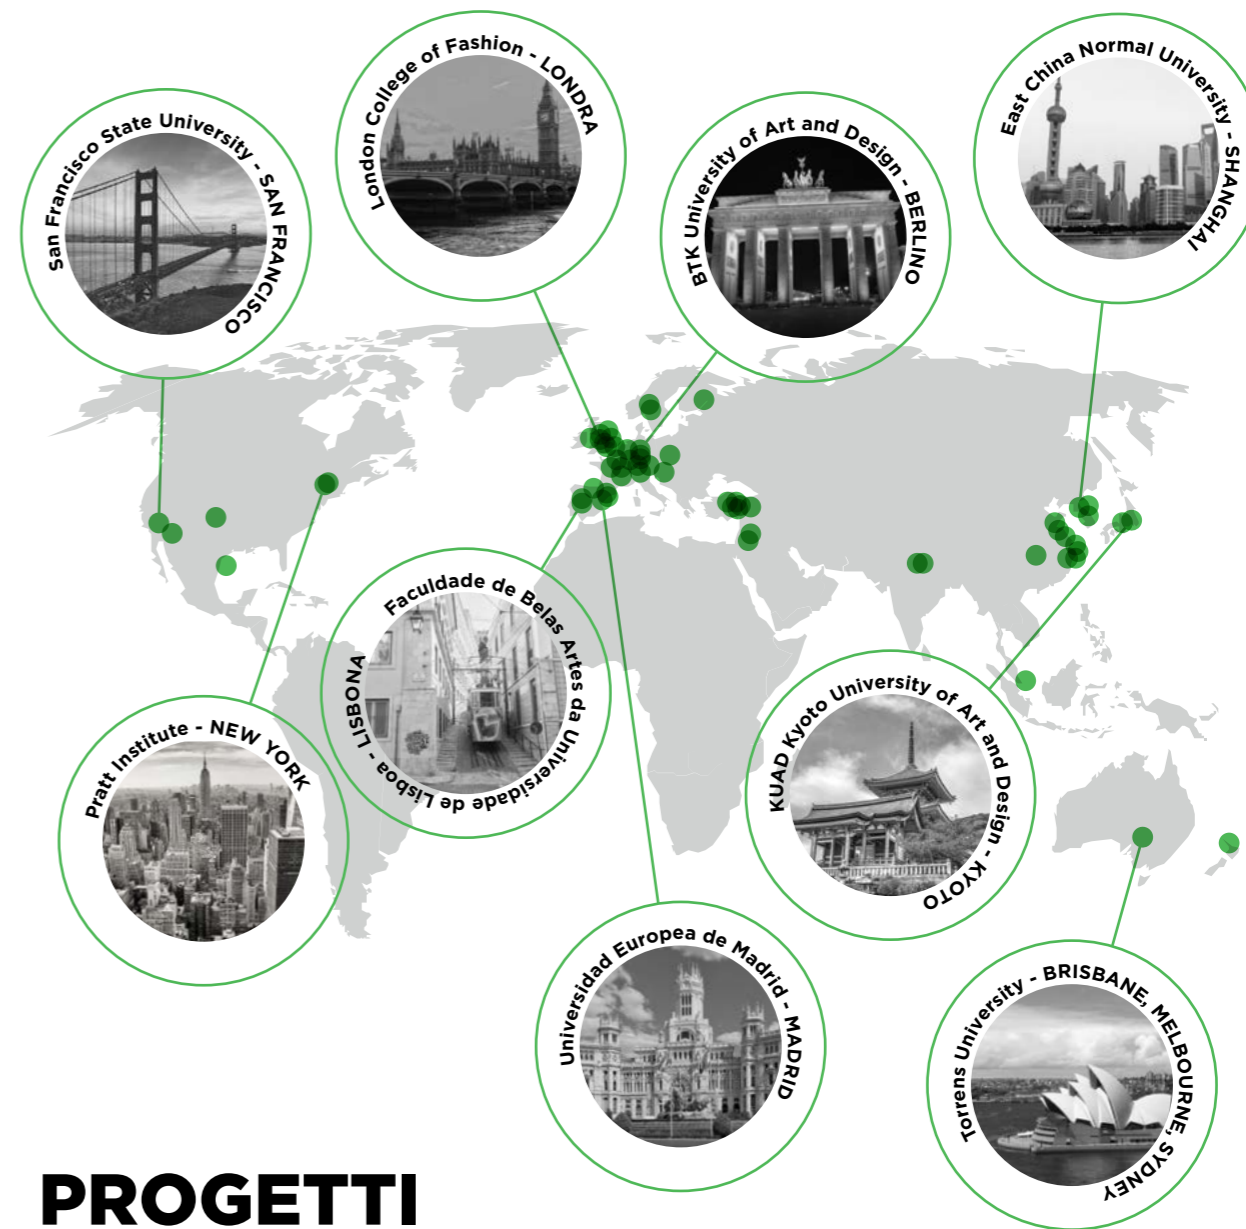 San Francisco State University - SAN FRANCISCO
London College of Fashion - LONDRA
BTK University of Art and Design - BERLINO
East China Normal University - SHANGHAI
Pratt Institute - NEW YORK
Faculdade de Belas Artes da Universidade de Lisboa - LISBONA
KUAD Kyoto University of Art and Design - KYOTO
Universidad Europea de Madrid - MADRID
Torrens University - BRISBANE, MELBOURNE, SYDNEY
PROGETTI